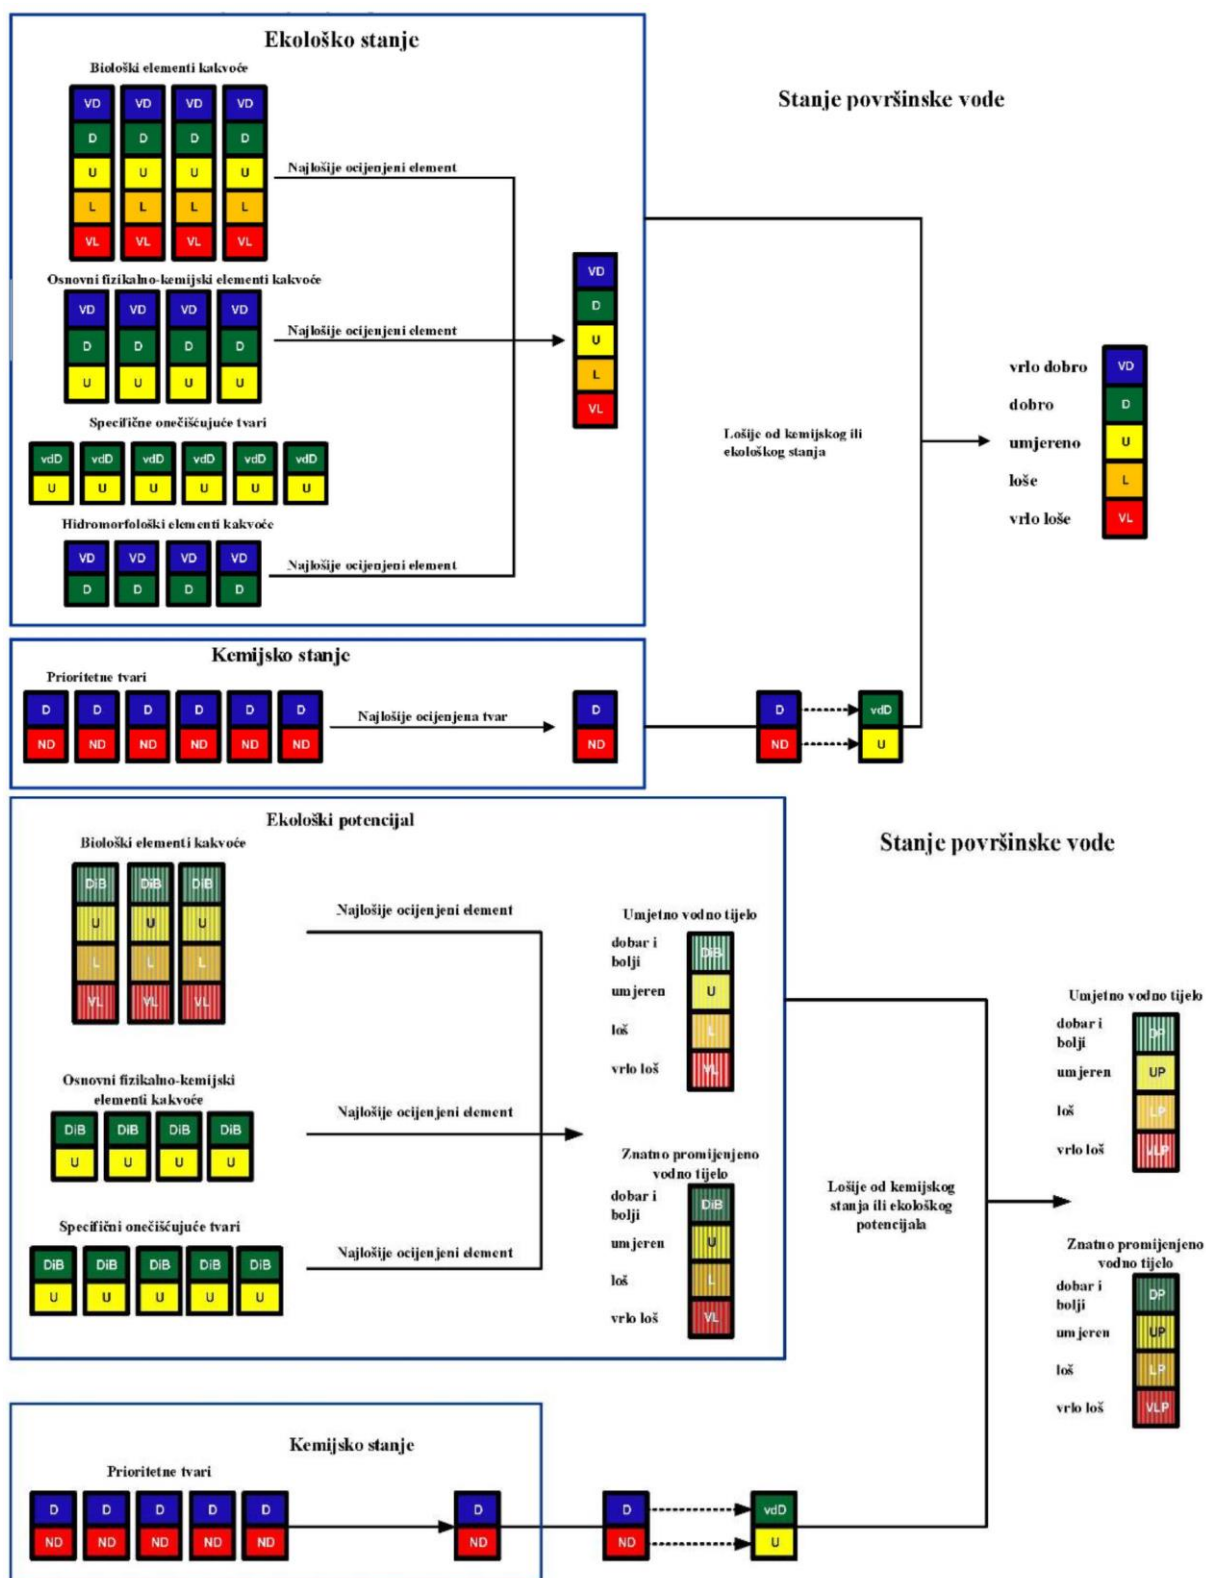 Ekološko stanje
Biološki elementi kakvoće
VD VD VD VD
D D D D
U U U U
L L L L
VL VL VL VL
Najlošije ocijenjeni element
Osnovni fizikalno-kemijski elementi kakvoće
VD VD VD VD
D D D D
U U U U
Najlošije ocijenjeni element
Specifične onečišćujuće tvari
vdD vdD vdD vdD vdD vdD
U U U U U U
Hidromorfološki elementi kakvoće
VD VD VD VD
D D D D
Najlošije ocijenjeni element
VD
D
U
L
VL
Stanje površinske vode
Lošije od kemijskog ili
ekološkog stanja
vrlo dobro VD
dobro D
umjereno U
loše L
vrlo loše VL
Kemijsko stanje
Prioritetne tvari
D D D D D D
ND ND ND ND ND ND
Najlošije ocijenjena tvar
D
ND
D vdD
ND U
Ekološki potencijal
Biološki elementi kakvoće
DiB DiB DiB
U U U
L L L
VL VL VL
Najlošije ocijenjeni element
Osnovni fizikalno-kemijski
elementi kakvoće
DiB DiB DiB DiB
U U U U
Najlošije ocijenjeni element
Specifični onečišćujuće tvari
DiB DiB DiB DiB DiB
U U U U U
Najlošije ocijenjeni element
Umjetno vodno tijelo
dobar i
bolji DiB
umjeren U
loš L
vrlo loš VL
Znatno promijenjeno
vodno tijelo
dobar i
bolji DiB
umjeren U
loš L
vrlo loš VL
Stanje površinske vode
Lošije od kemijskog
stanja ili ekološkog
potencijala
Umjetno vodno tijelo
dobar i
bolji DP
umjeren UP
loš LP
vrlo loš VLP
Znatno promijenjeno
vodno tijelo
dobar i
bolji DP
umjeren UP
loš LP
vrlo loš VLP
Kemijsko stanje
Prioritetne tvari
D D D D D
ND ND ND ND ND
D
ND
D vdD
ND U